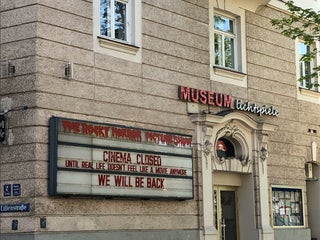 MUSEUM Lichtspiele
THE ROCKY HORROR PICTURE SHOW
CINEMA CLOSED
UNTIL REAL LIFE DOESN'T FEEL LIKE A MOVIE ANYMORE
WE WILL BE BACK
Lilienstraße